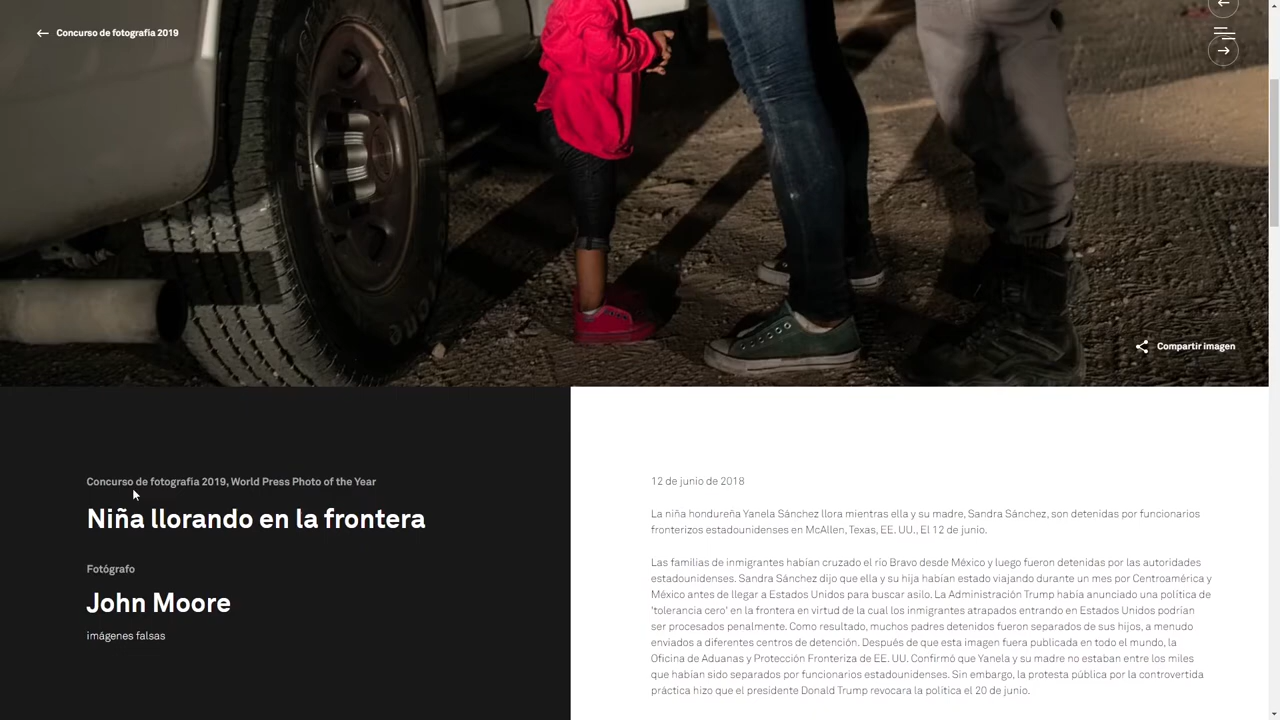 Concurso de fotografía 2019
Compartir imagen
Concurso de fotografía 2019, World Press Photo of the Year
Niña llorando en la frontera
Fotógrafo
John Moore
imágenes falsas
12 de junio de 2018
La niña hondureña Yanela Sánchez llora mientras ella y su madre, Sandra Sánchez, son detenidas por funcionarios
fronterizos estadounidenses en McAllen, Texas, EE. UU., El 12 de junio.
Las familias de inmigrantes habían cruzado el río Bravo desde México y luego fueron detenidas por las autoridades
estadounidenses. Sandra Sánchez dijo que ella y su hija habían estado viajando durante un mes por Centroamérica y
México antes de llegar a Estados Unidos para buscar asilo. La Administración Trump había anunciado una política de
'tolerancia cero' en la frontera en virtud de la cual los inmigrantes atrapados entrando en Estados Unidos podrían
ser procesados penalmente. Como resultado, muchos padres detenidos fueron separados de sus hijos, a menudo
enviados a diferentes centros de detención. Después de que esta imagen fuera publicada en todo el mundo, la
Oficina de Aduanas y Protección Fronteriza de EE. UU. Confirmó que Yanela y su madre no estaban entre los miles
que habían sido separados por funcionarios estadounidenses. Sin embargo, la protesta pública por la controvertida
práctica hizo que el presidente Donald Trump revocara la política el 20 de junio.